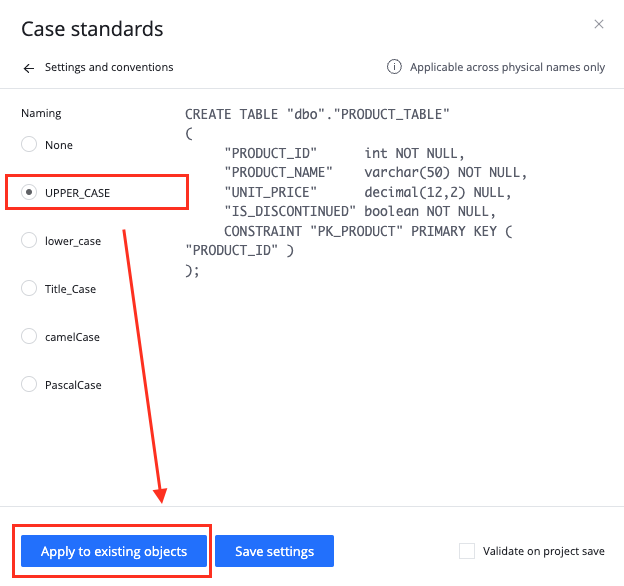 Case standards
Settings and conventions
Applicable across physical names only
Naming
None
UPPER_CASE
lower_case
Title_Case
camelCase
PascalCase
CREATE TABLE "dbo"."PRODUCT_TABLE"
(
"PRODUCT_ID" int NOT NULL,
"PRODUCT_NAME" varchar(50) NOT NULL,
"UNIT_PRICE" decimal(12,2) NULL,
"IS_DISCONTINUED" boolean NOT NULL,
CONSTRAINT "PK_PRODUCT" PRIMARY KEY (
"PRODUCT_ID" )
);
Apply to existing objects
Save settings
Validate on project save